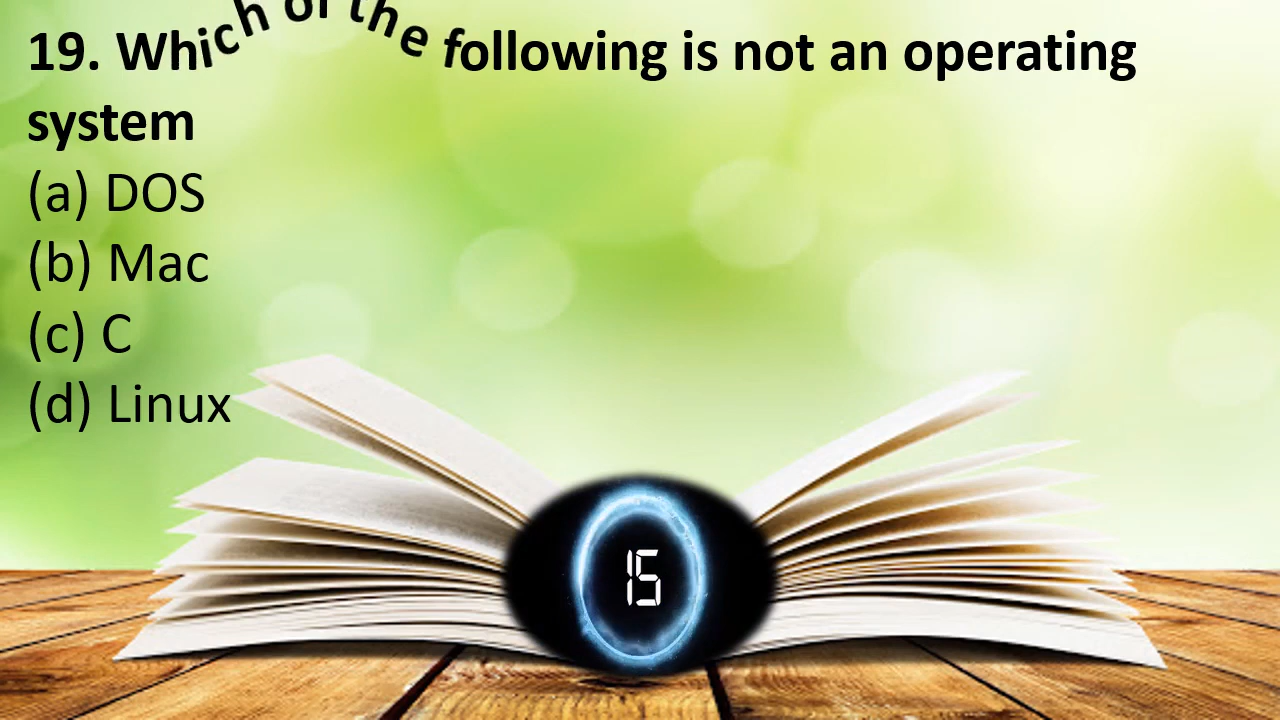 19. Which of the following is not an operating
system
(a) DOS
(b) Mac
(c) C
(d) Linux
15